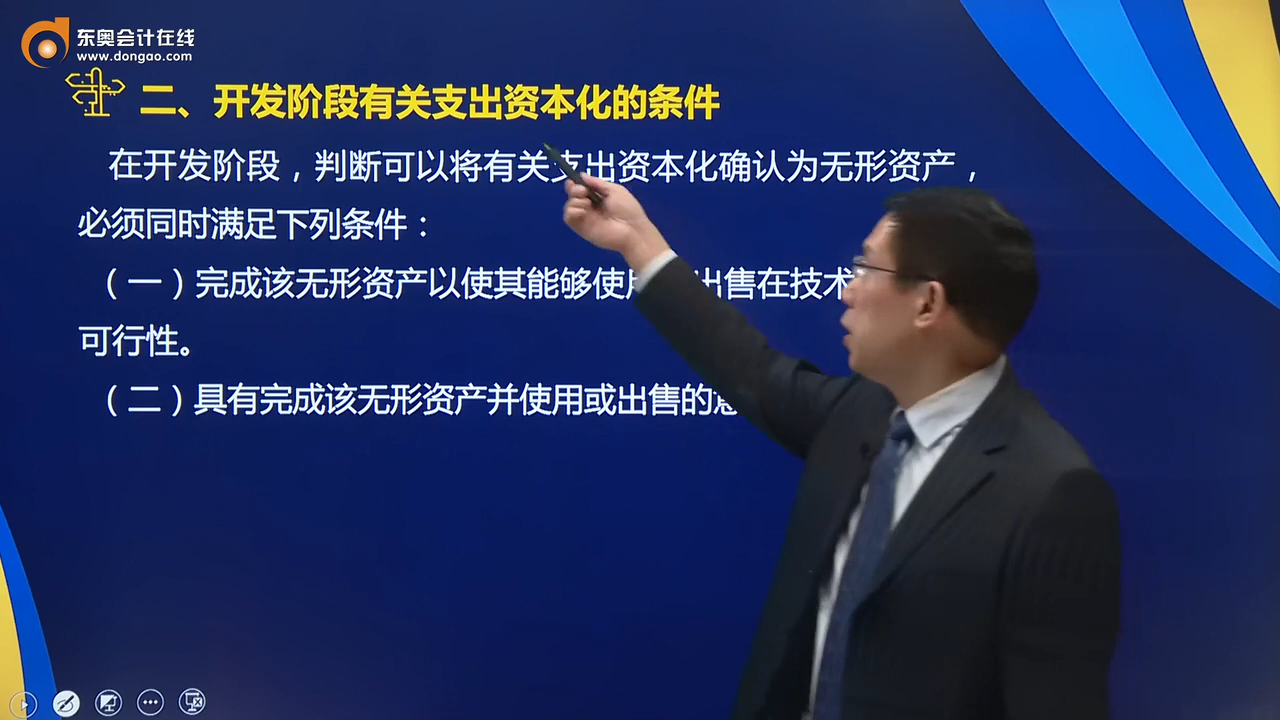 东奥会计在线
www.dongao.com
二、开发阶段有关支出资本化的条件
在开发阶段，判断可以将有关支出资本化确认为无形资产，
必须同时满足下列条件：
（一）完成该无形资产以使其能够使 出售在技术
可行性。
（二）具有完成该无形资产并使用或出售的